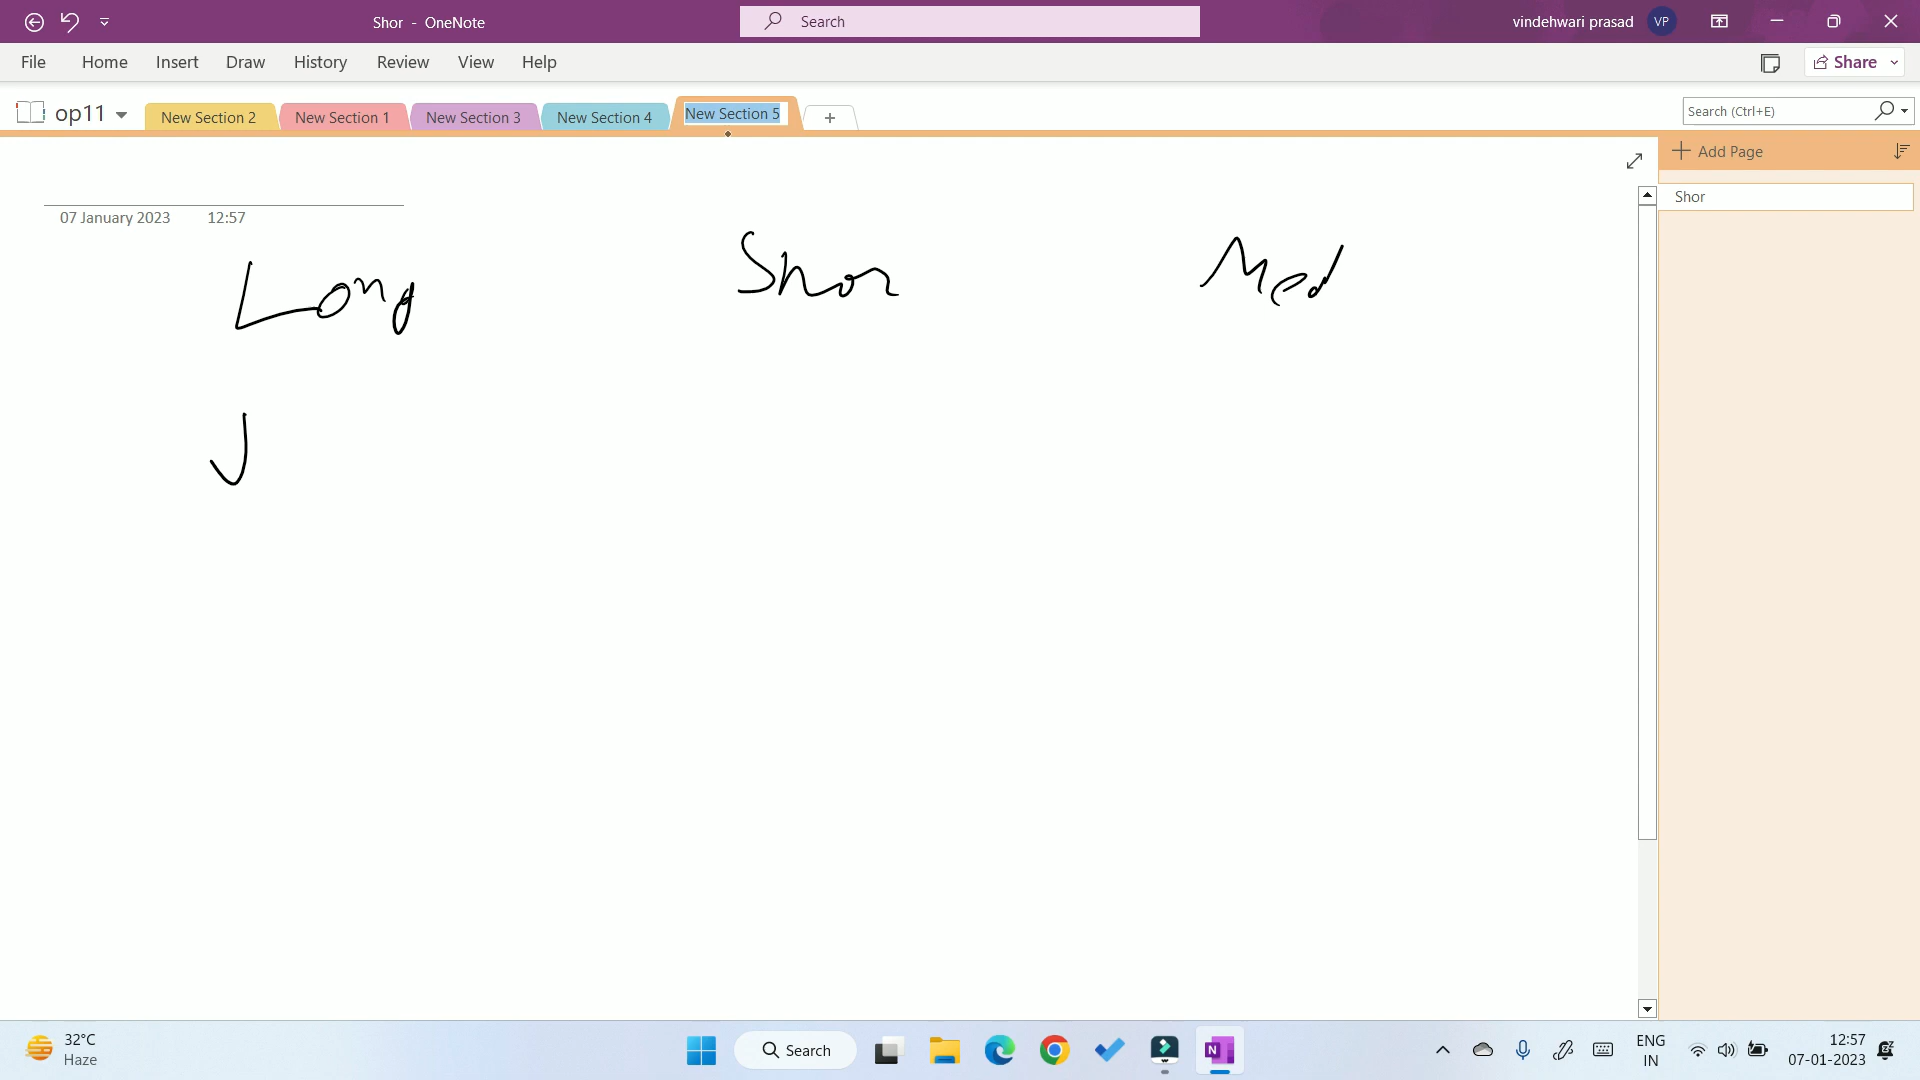 Shor - OneNote
Search
vindehwari prasad VP
File Home Insert Draw History Review View Help
Share
op11 New Section 2 New Section 1 New Section 3 New Section 4 New Section 5 +
Search (Ctrl+E)
Add Page
Shor
07 January 2023 12:57
Long Shor Med
J
32°C
Haze
Search
ENG
IN
12:57
07-01-2023